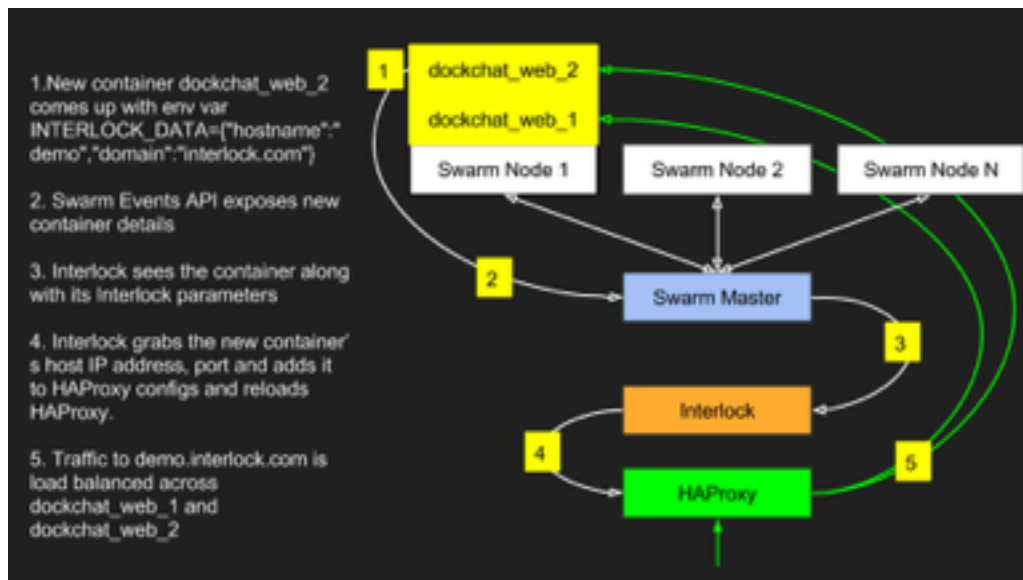 1.New container dockchat_web_2
comes up with env var
INTERLOCK_DATA={"hostname":"
demo","domain":"interlock.com"}
2. Swarm Events API exposes new
container details
3. Interlock sees the container along
with its Interlock parameters
4. Interlock grabs the new container'
s host IP address, port and adds it
to HAProxy configs and reloads
HAProxy.
5. Traffic to demo.interlock.com is
load balanced across
dockchat_web_1 and
dockchat_web_2
1
dockchat_web_2
dockchat_web_1
Swarm Node 1
Swarm Node 2
Swarm Node N
2
Swarm Master
3
Interlock
4
HAProxy
5